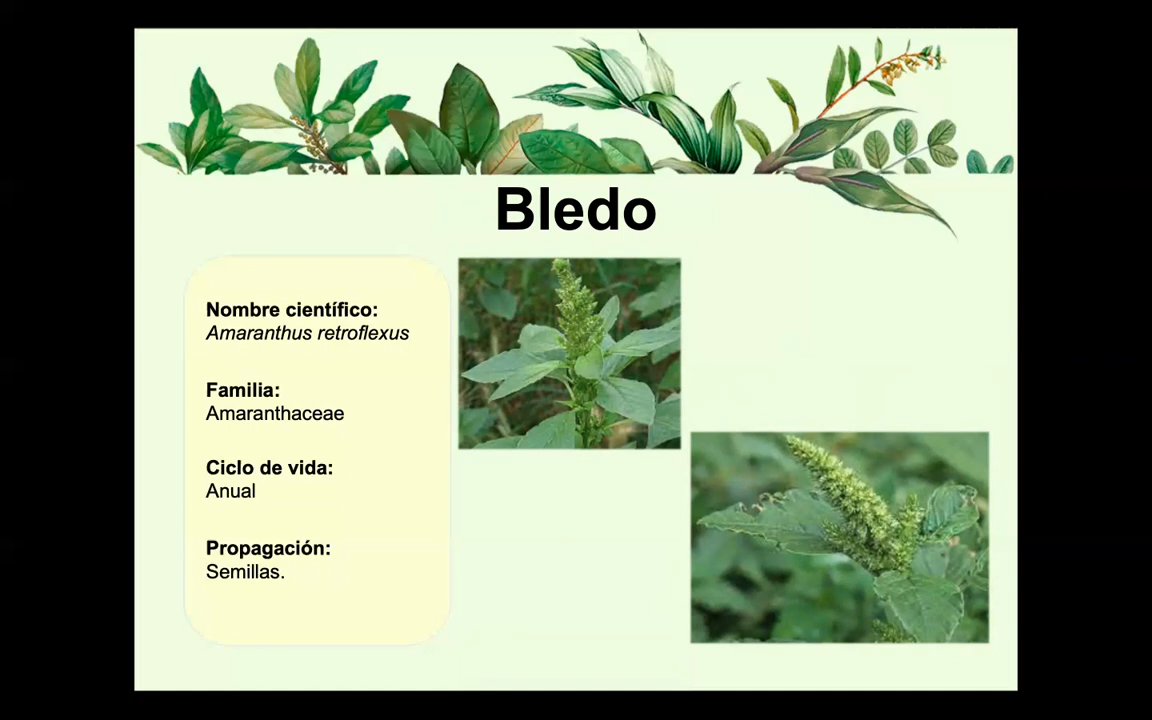 Bledo
Nombre científico:
Amaranthus retroflexus
Familia:
Amaranthaceae
Ciclo de vida:
Anual
Propagación:
Semillas.